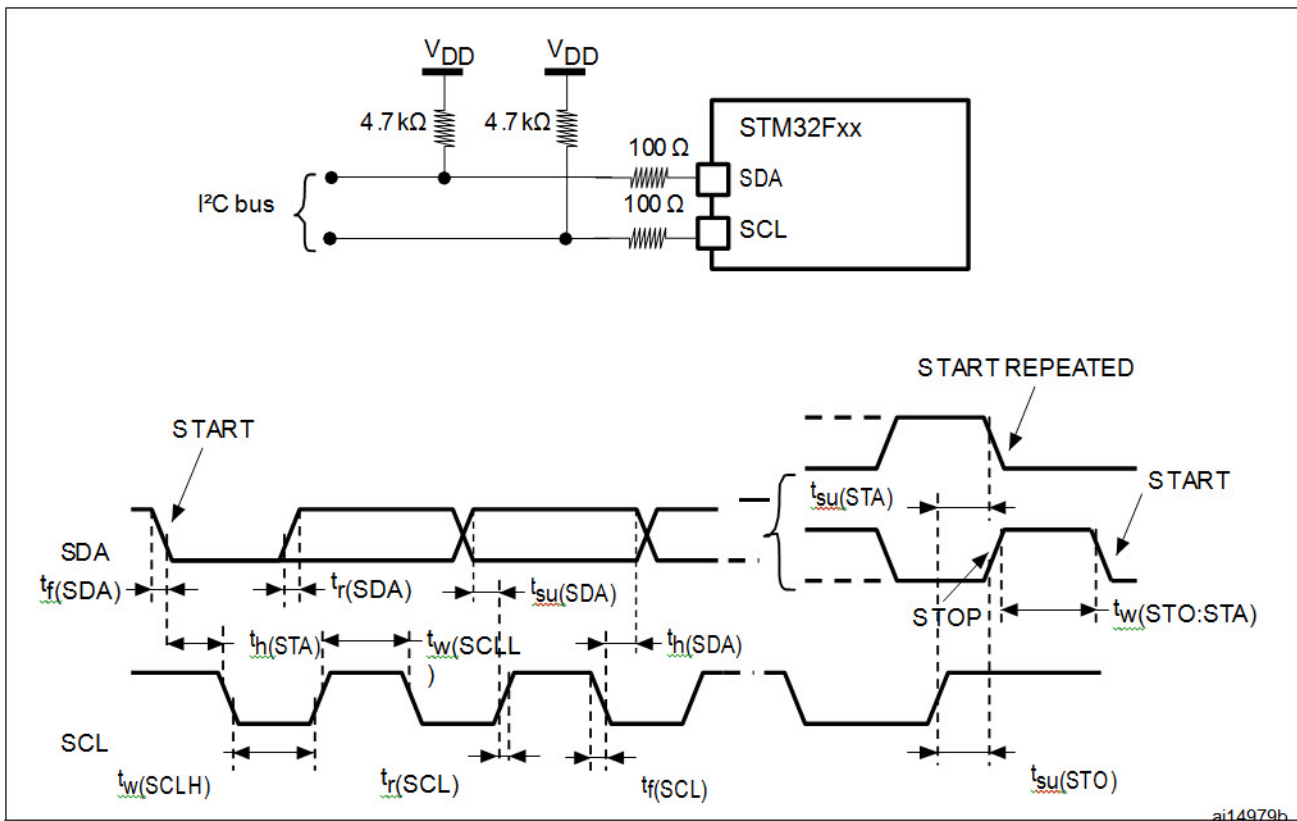 VDD VDD
4.7 kΩ 4.7 kΩ
STM32Fxx
100 Ω
SDA
I²C bus
100 Ω
SCL
START REPEATED
START
tsu(STA)
START
SDA
tf(SDA)
tr(SDA)
tsu(SDA)
STOP
tw(STO:STA)
th(STA)
tw(SCLL
)
th(SDA)
SCL
tw(SCLH)
tr(SCL)
tf(SCL)
tsu(STO)
ai14979b